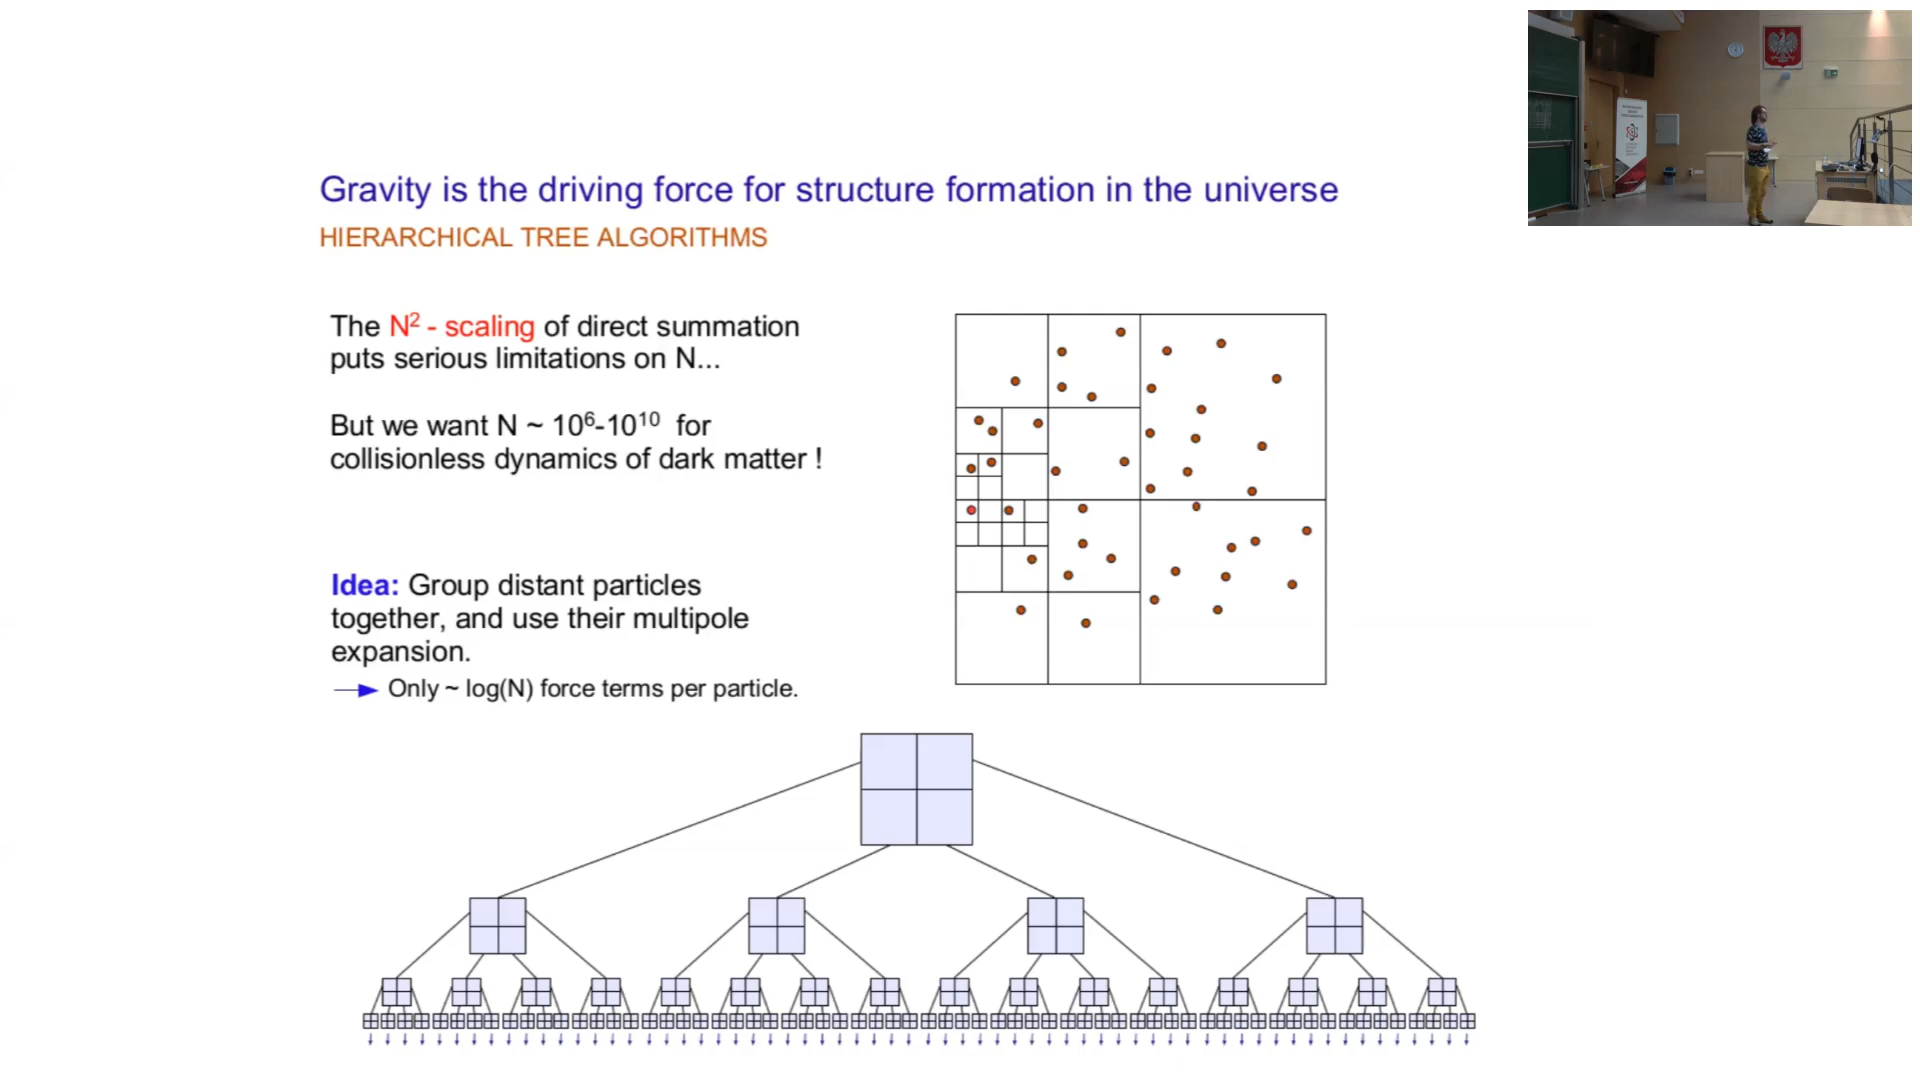 Gravity is the driving force for structure formation in the universe
HIERARCHICAL TREE ALGORITHMS
The N² - scaling of direct summation
puts serious limitations on N...
But we want N ~ 10⁶-10¹⁰ for
collisionless dynamics of dark matter !
Idea: Group distant particles
together, and use their multipole
expansion.
Only ~ log(N) force terms per particle.